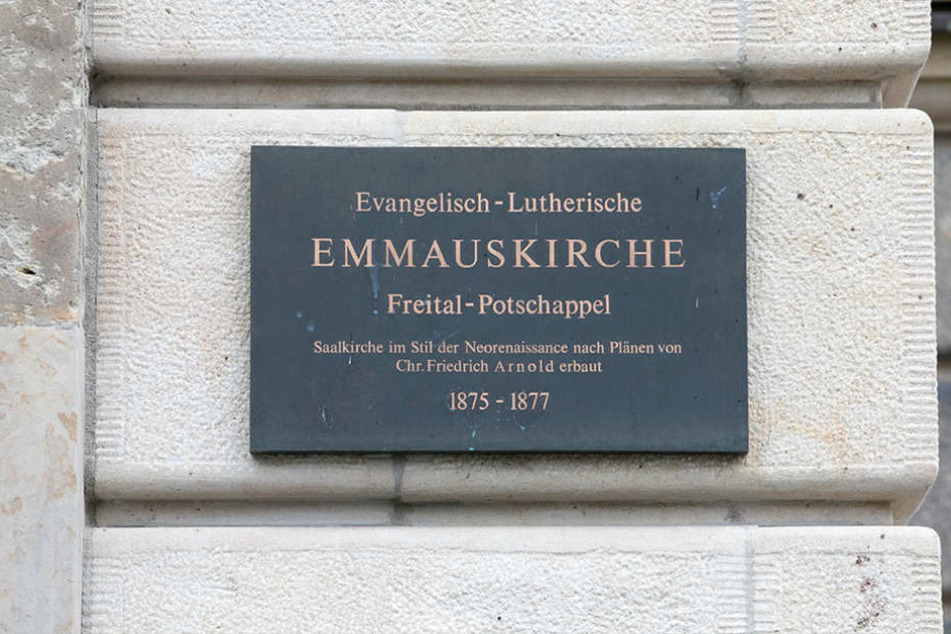 Evangelisch-Lutherische
EMMAUSKIRCHE
Freital-Potschappel
Saalkirche im Stil der Neorenaissance nach Plänen von
Chr. Friedrich Arnold erbaut
1875 - 1877